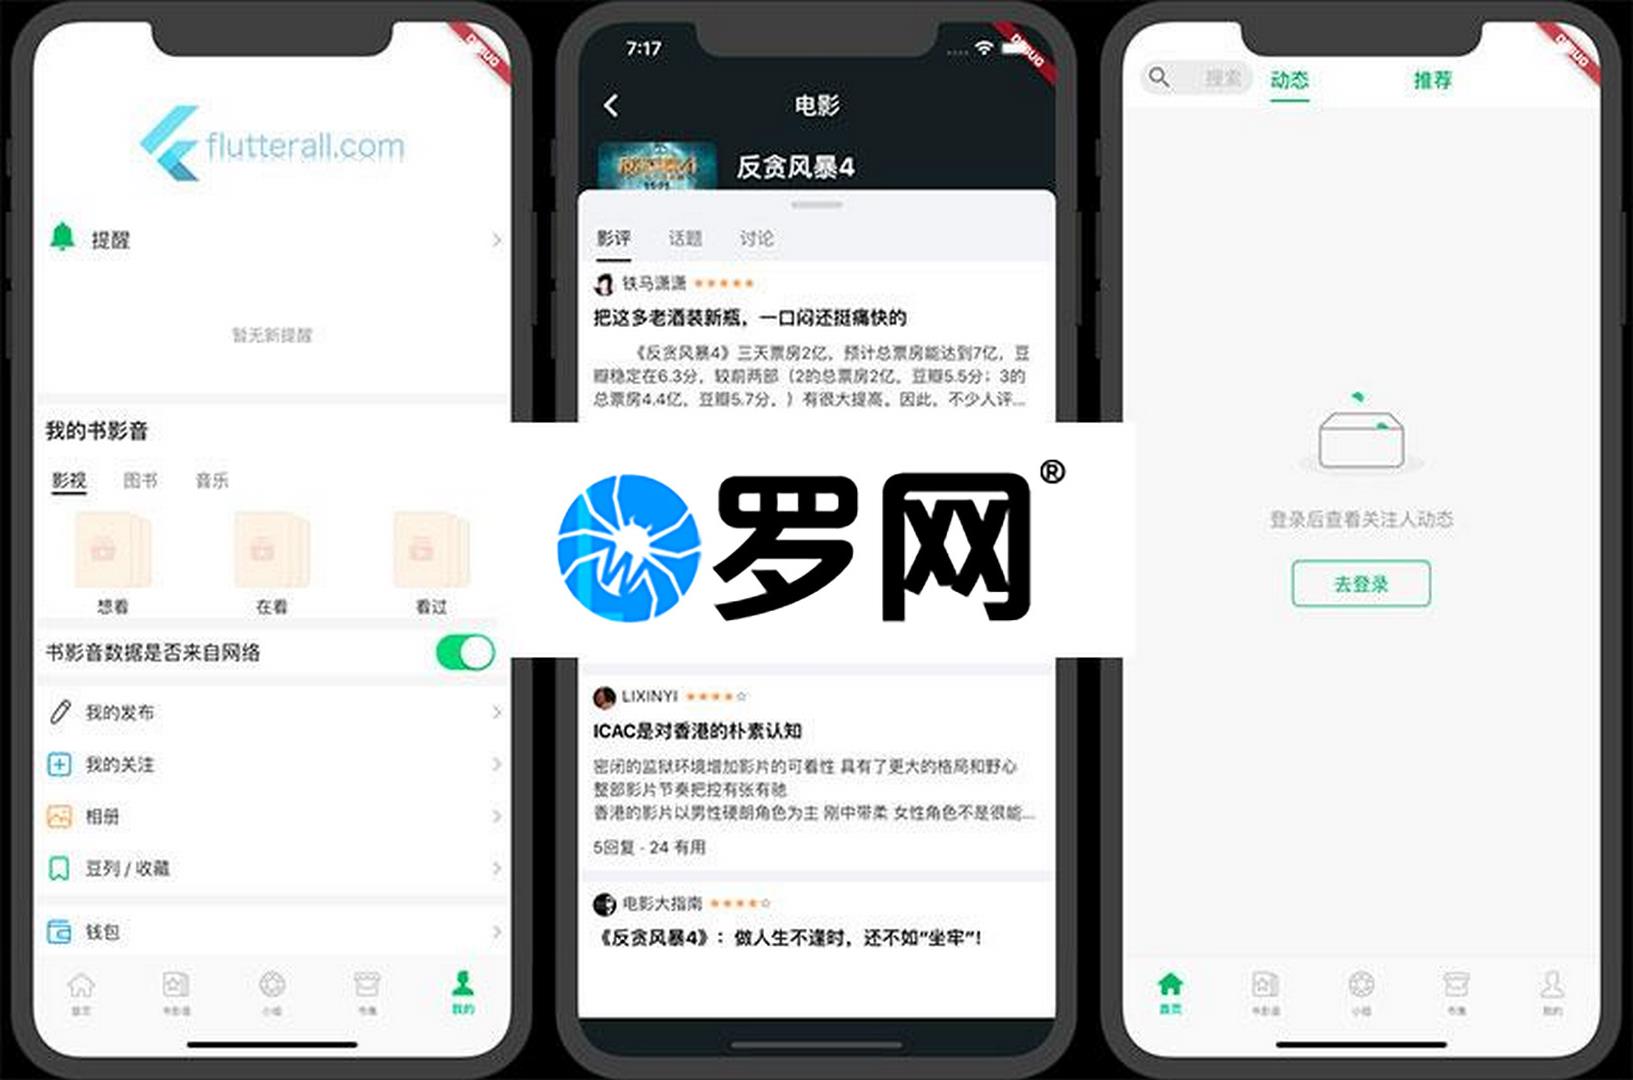 DEBUG
flutterall.com
提醒
暂无新提醒
我的书影音
影视 图书 音乐
想看 在看 看过
书影音数据是否来自网络
我的发布
我的关注
相册
豆列 / 收藏
钱包
首页 书影音 小组 市集 我的
7:17
DEBUG
电影
反贪风暴4
影评 话题 讨论
铁马潇潇
把这多老酒装新瓶，一口闷还挺痛快的
《反贪风暴4》三天票房2亿，预计总票房能达到7亿，豆
瓣稳定在6.3分，较前两部（2的总票房2亿，豆瓣5.5分；3的
总票房4.4亿，豆瓣5.7分，）有很大提高。因此，不少人评...
罗网®
LIXINYI
ICAC是对香港的朴素认知
密闭的监狱环境增加影片的可看性 具有了更大的格局和野心
整部影片节奏把控有张有驰
香港的影片以男性硬朗角色为主 刚中带柔 女性角色不是很能...
5回复 · 24 有用
电影大指南
《反贪风暴4》：做人生不逢时，还不如“坐牢”！
DEBUG
搜索 动态 推荐
登录后查看关注人动态
去登录
首页 书影音 小组 市集 我的